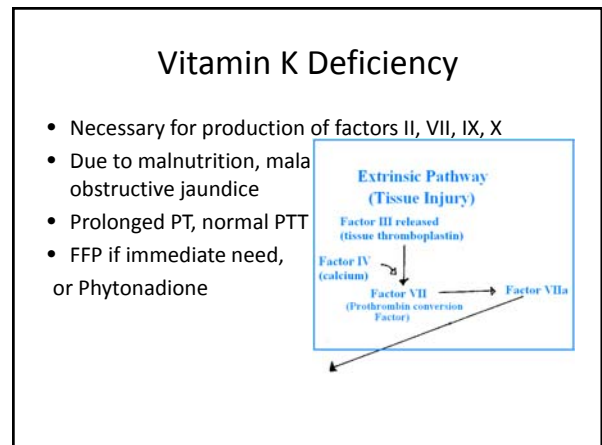 Vitamin K Deficiency
• Necessary for production of factors II, VII, IX, X
• Due to malnutrition, mala
obstructive jaundice
• Prolonged PT, normal PTT
• FFP if immediate need,
or Phytonadione
Extrinsic Pathway
(Tissue Injury)
Factor III released
(tissue thromboplastin)
Factor IV
(calcium)
Factor VII
(Prothrombin conversion
Factor)
Factor VIIa